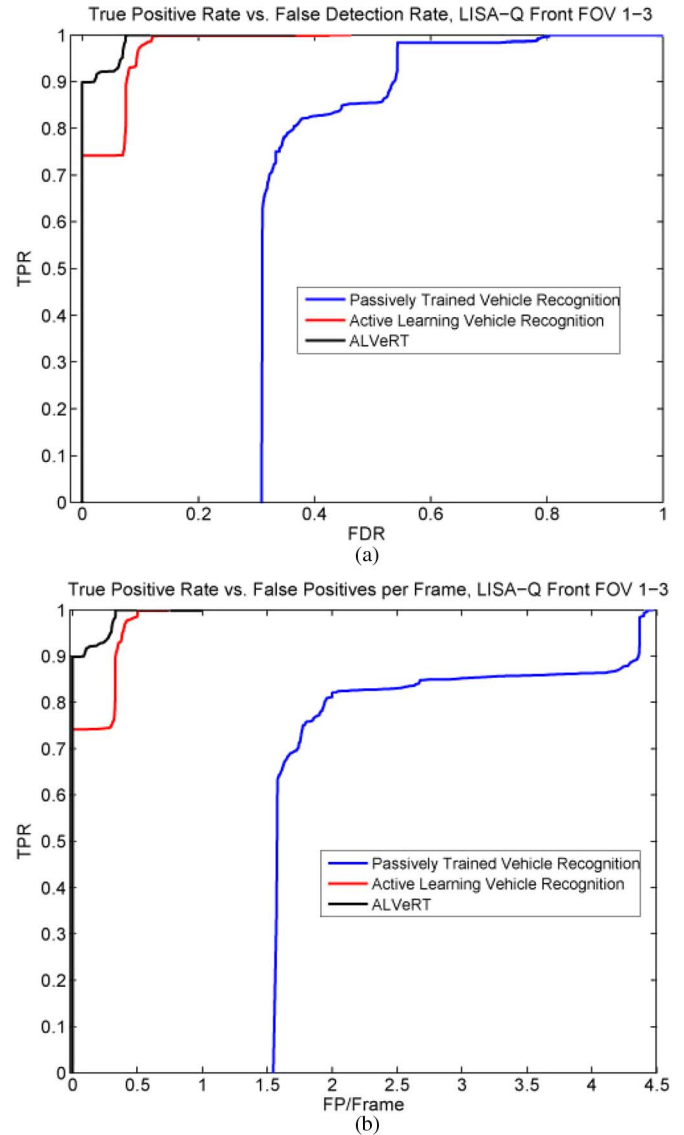 True Positive Rate vs. False Detection Rate, LISA−Q Front FOV 1−3
1
0.9
0.8
0.7
0.6
0.5
0.4
0.3
0.2
0.1
0
TPR
Passively Trained Vehicle Recognition
Active Learning Vehicle Recognition
ALVeRT
0 0.2 0.4 0.6 0.8 1
FDR
(a)
True Positive Rate vs. False Positives per Frame, LISA−Q Front FOV 1−3
1
0.9
0.8
0.7
0.6
0.5
0.4
0.3
0.2
0.1
0
TPR
Passively Trained Vehicle Recognition
Active Learning Vehicle Recognition
ALVeRT
0 0.5 1 1.5 2 2.5 3 3.5 4 4.5
FP/Frame
(b)